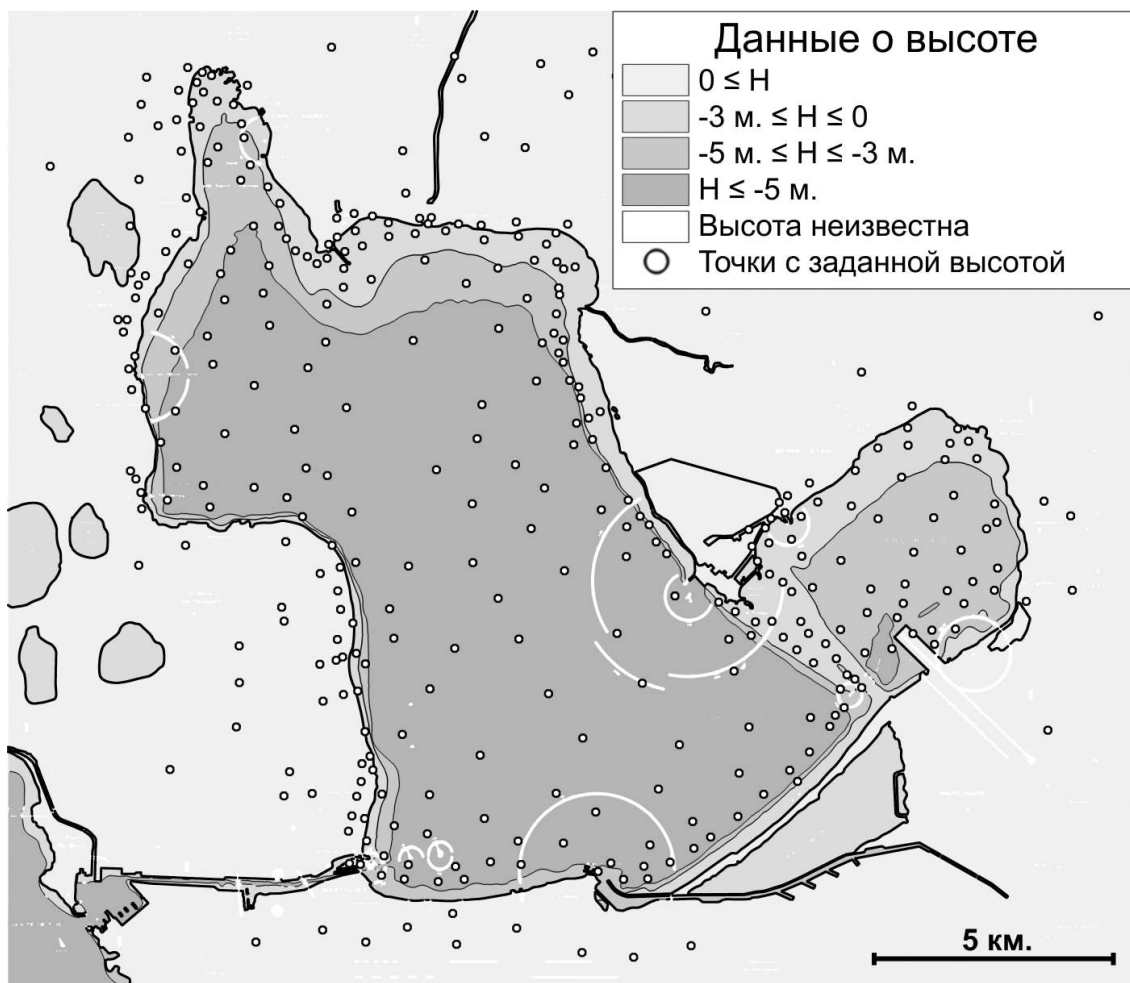 Данные о высоте
0 ≤ H
-3 м. ≤ H ≤ 0
-5 м. ≤ H ≤ -3 м.
H ≤ -5 м.
Высота неизвестна
Точки с заданной высотой
5 км.